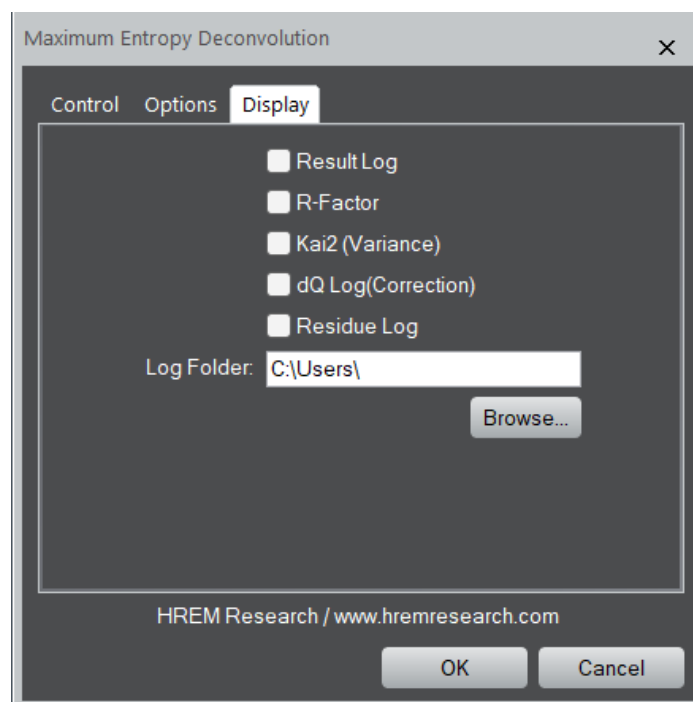 Maximum Entropy Deconvolution
Control Options Display
Result Log
R-Factor
Kai2 (Variance)
dQ Log(Correction)
Residue Log
Log Folder: C:\Users\
Browse...
HREM Research / www.hremresearch.com
OK Cancel